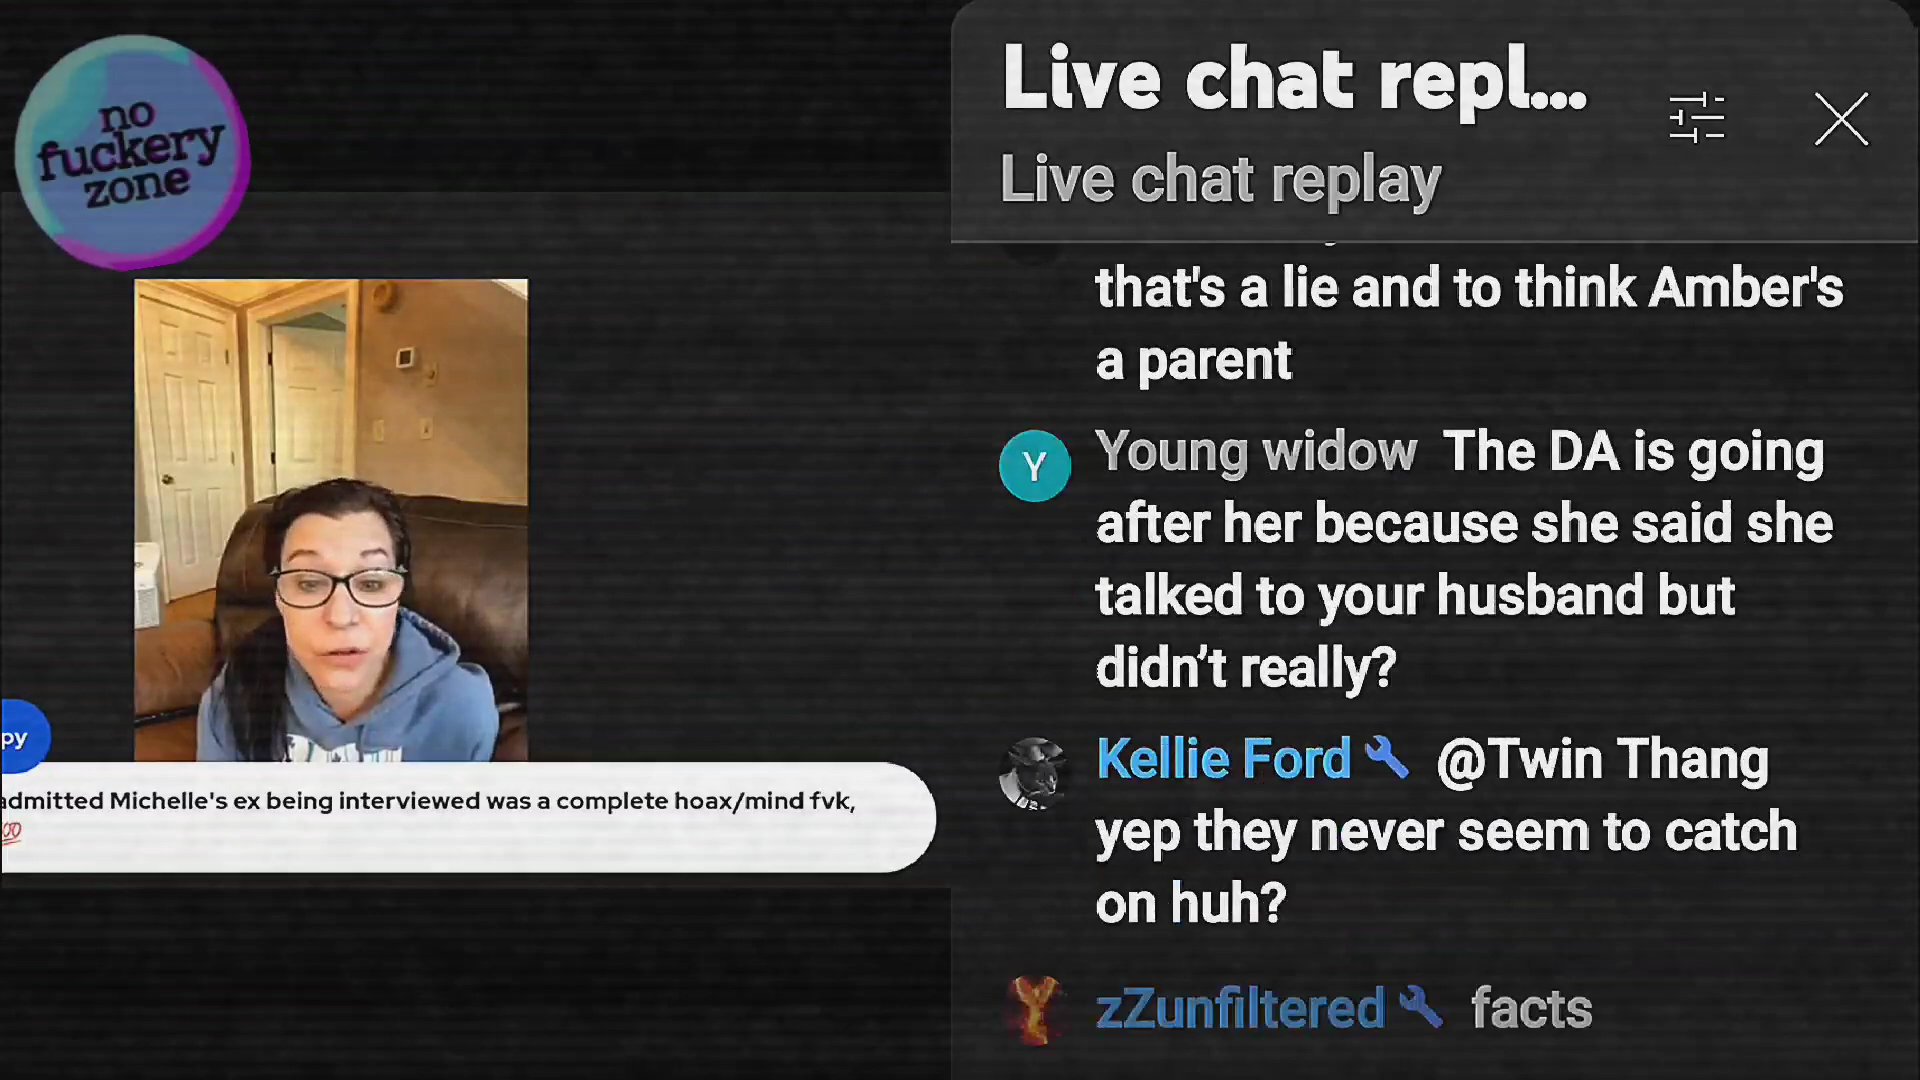 no
fuckery
zone
py
admitted Michelle's ex being interviewed was a complete hoax/mind fvk,
Live chat repl...
Live chat replay
that's a lie and to think Amber's
a parent
Y
Young widow The DA is going
after her because she said she
talked to your husband but
didn't really?
Kellie Ford @Twin Thang
yep they never seem to catch
on huh?
zZunfiltered facts